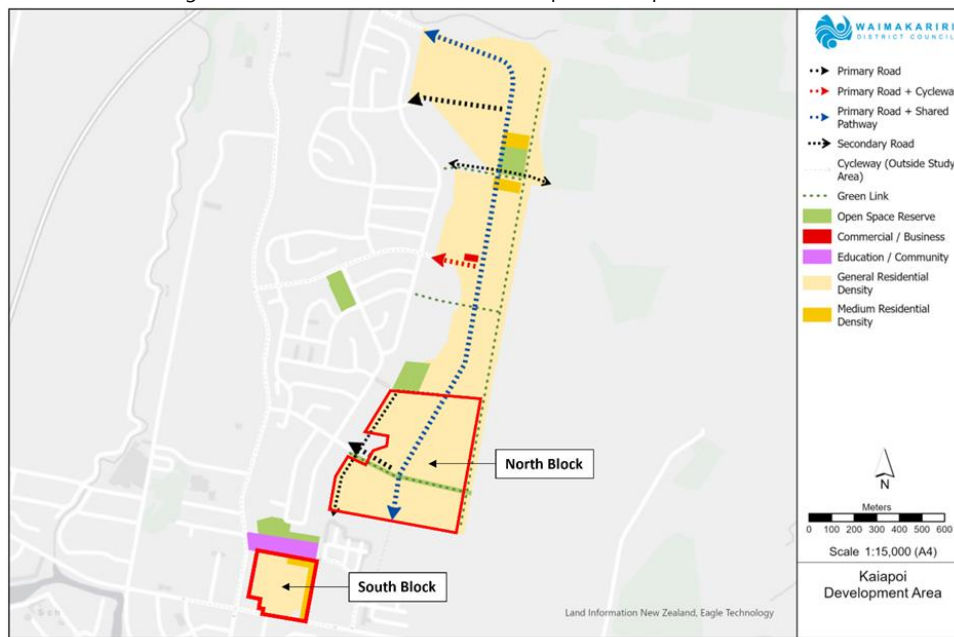 WAIMAKARIRI
DISTRICT COUNCIL
Primary Road
Primary Road + Cycleway
Primary Road + Shared
Pathway
Secondary Road
Cycleway (Outside Study
Area)
Green Link
Open Space Reserve
Commercial / Business
Education / Community
General Residential
Density
Medium Residential
Density
North Block
South Block
N
Meters
0 100 200 300 400 500 600
Scale 1:15,000 (A4)
Kaiapoi
Development Area
Land Information New Zealand, Eagle Technology